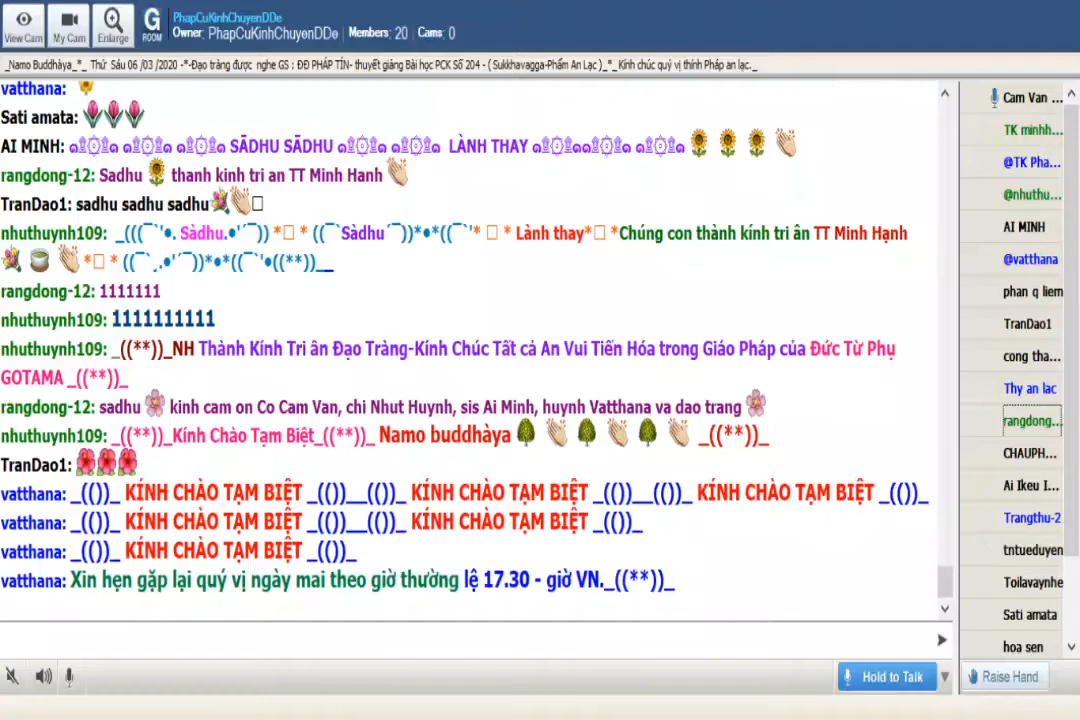 View Cam
My Cam
Enlarge
G ROOM
PhapCuKinhChuyenDDe
Owner: PhapCuKinhChuyenDDe Members: 20 Cams: 0
_Namo Buddhàya_*_ Thứ Sáu 06 /03 /2020 -*-Đạo tràng được nghe GS : ĐĐ PHÁP TÍN- thuyết giảng Bài học PCK Số 204 - ( Sukkhavagga-Phẩm An Lạc )_*_Kính chúc quý vị thính Pháp an lạc._
vatthana:
Sati amata:
AI MINH: SĀDHU SĀDHU LÀNH THAY
rangdong-12: Sadhu thanh kinh tri an TT Minh Hanh
TranDao1: sadhu sadhu sadhu
nhuthuynh109: _(((¯`'•. Sàdhu.•'´¯)) * * ((¯`Sàdhu´¯))*•*((¯`'* * Lành thay* *Chúng con thành kính tri ân TT Minh Hạnh
* * ((¯`¸.•'´¯))*•*((¯`'•((**))__
rangdong-12: 1111111
nhuthuynh109: 1111111111
nhuthuynh109: _((**))_NH Thành Kính Tri ân Đạo Tràng-Kính Chúc Tất cả An Vui Tiến Hóa trong Giáo Pháp của Đức Từ Phụ
GOTAMA _((**))_
rangdong-12: sadhu kinh cam on Co Cam Van, chi Nhut Huynh, sis Ai Minh, huynh Vatthana va dao trang
nhuthuynh109: _((**))_Kính Chào Tạm Biệt_((**))_ Namo buddhàya _((**))_
TranDao1:
vatthana: _(())_ KÍNH CHÀO TẠM BIỆT _(())__(())_ KÍNH CHÀO TẠM BIỆT _(())__(())_ KÍNH CHÀO TẠM BIỆT _(())_
vatthana: _(())_ KÍNH CHÀO TẠM BIỆT _(())__(())_ KÍNH CHÀO TẠM BIỆT _(())_
vatthana: _(())_ KÍNH CHÀO TẠM BIỆT _(())_
vatthana: Xin hẹn gặp lại quý vị ngày mai theo giờ thường lệ 17.30 - giờ VN._((**))_
Cam Van ...
TK minhh...
@TK Pha...
@nhuthu...
AI MINH
@vatthana
phan q liem
TranDao1
cong tha...
Thy an lac
rangdong...
CHAUPH...
Ai Ikeu I...
Trangthu-2
tntueduyen
Toilavaynhe
Sati amata
hoa sen
Hold to Talk
Raise Hand